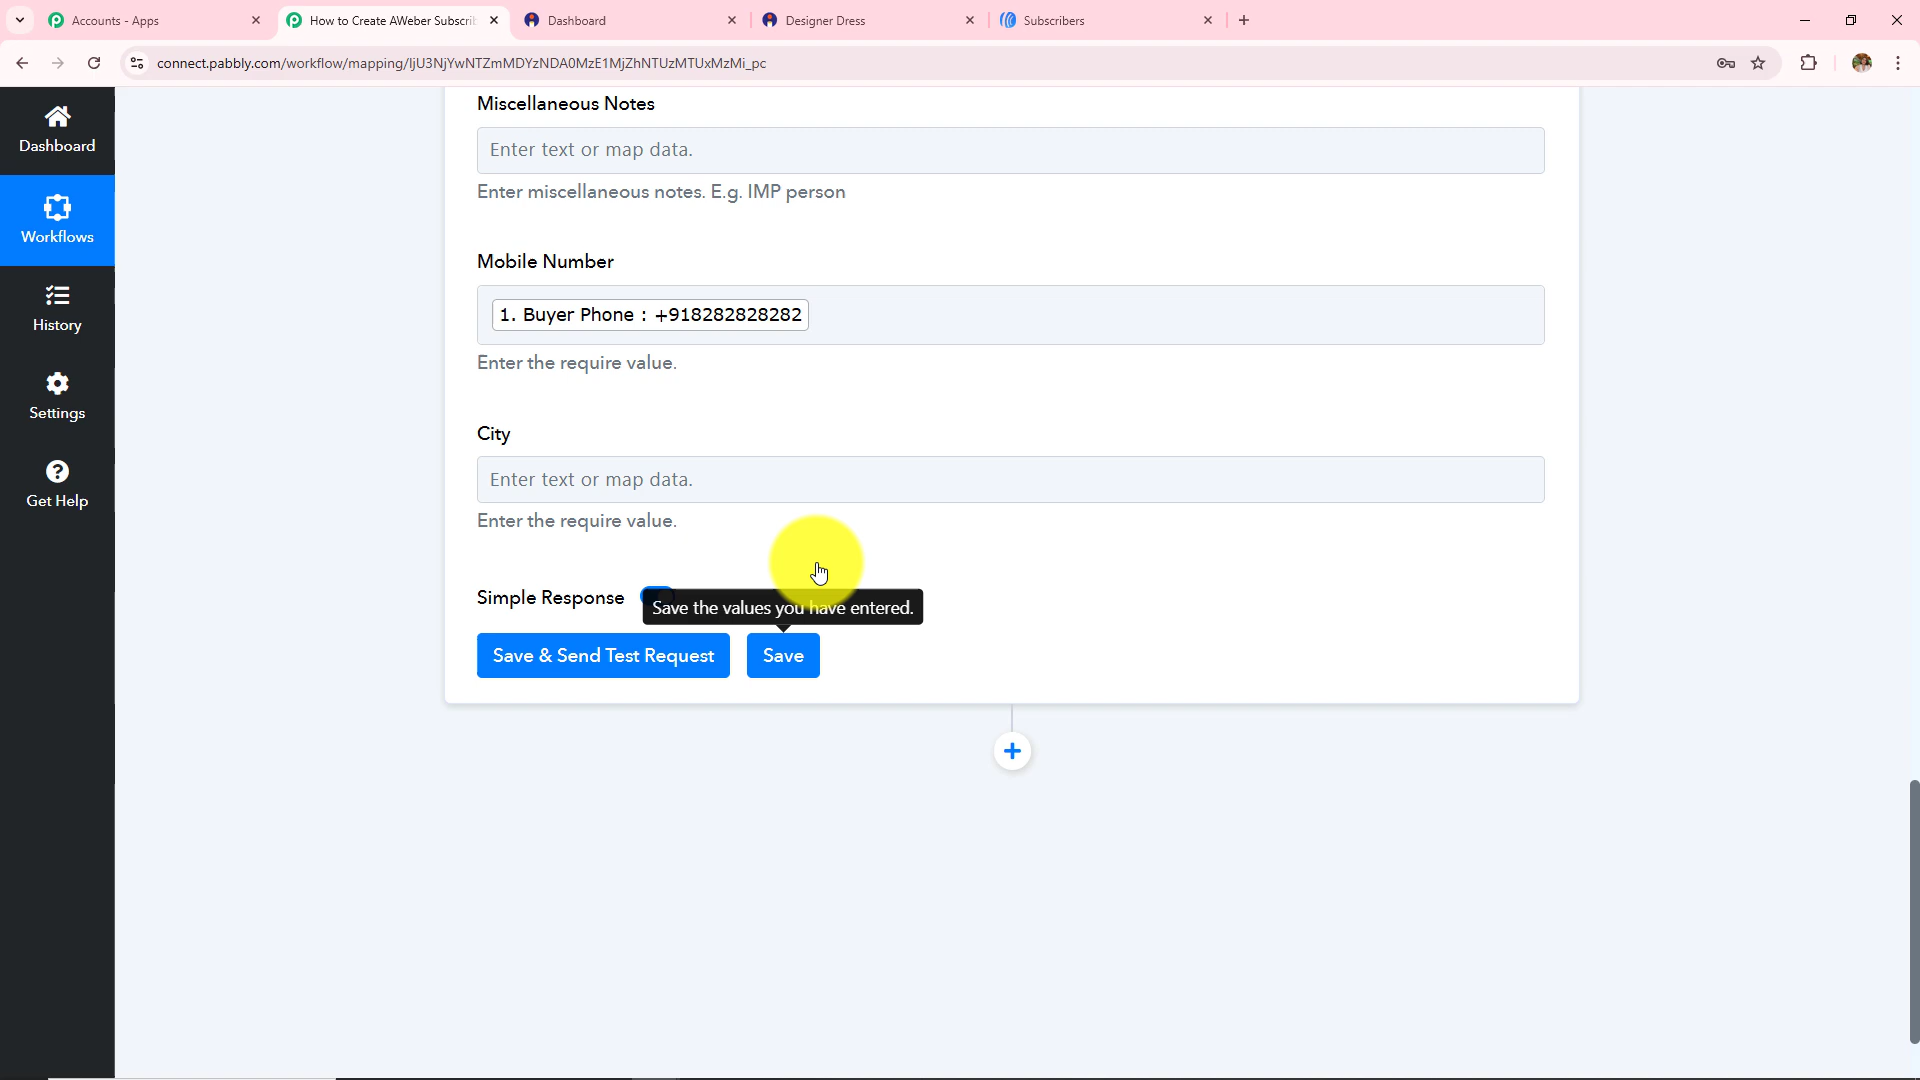 Accounts - Apps
How to Create AWeber Subscrib
Dashboard
Designer Dress
Subscribers
connect.pabbly.com/workflow/mapping/IjU3NjYwNTZmMDYzNDA0MzE1MjZhNTUzMTUxMzMi_pc
Dashboard
Workflows
History
Settings
Get Help
Miscellaneous Notes
Enter text or map data.
Enter miscellaneous notes. E.g. IMP person
Mobile Number
1. Buyer Phone : +918282828282
Enter the require value.
City
Enter text or map data.
Enter the require value.
Simple Response
Save the values you have entered.
Save & Send Test Request
Save